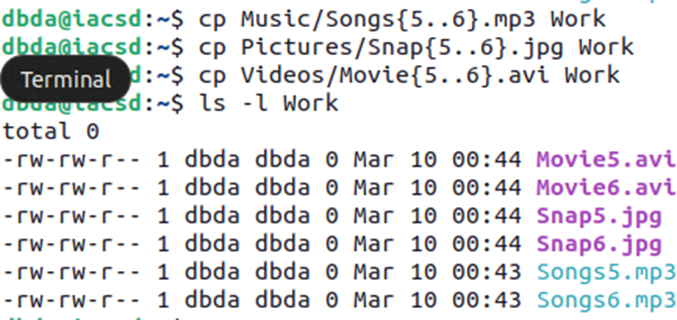 dbda@iacsd:~$ cp Music/Songs{5..6}.mp3 Work
dbda@iacsd:~$ cp Pictures/Snap{5..6}.jpg Work
Terminal
d:~$ cp Videos/Movie{5..6}.avi Work
dbda@iacsd:~$ ls -l Work
total 0
-rw-rw-r-- 1 dbda dbda 0 Mar 10 00:44 Movie5.avi
-rw-rw-r-- 1 dbda dbda 0 Mar 10 00:44 Movie6.avi
-rw-rw-r-- 1 dbda dbda 0 Mar 10 00:44 Snap5.jpg
-rw-rw-r-- 1 dbda dbda 0 Mar 10 00:44 Snap6.jpg
-rw-rw-r-- 1 dbda dbda 0 Mar 10 00:43 Songs5.mp3
-rw-rw-r-- 1 dbda dbda 0 Mar 10 00:43 Songs6.mp3